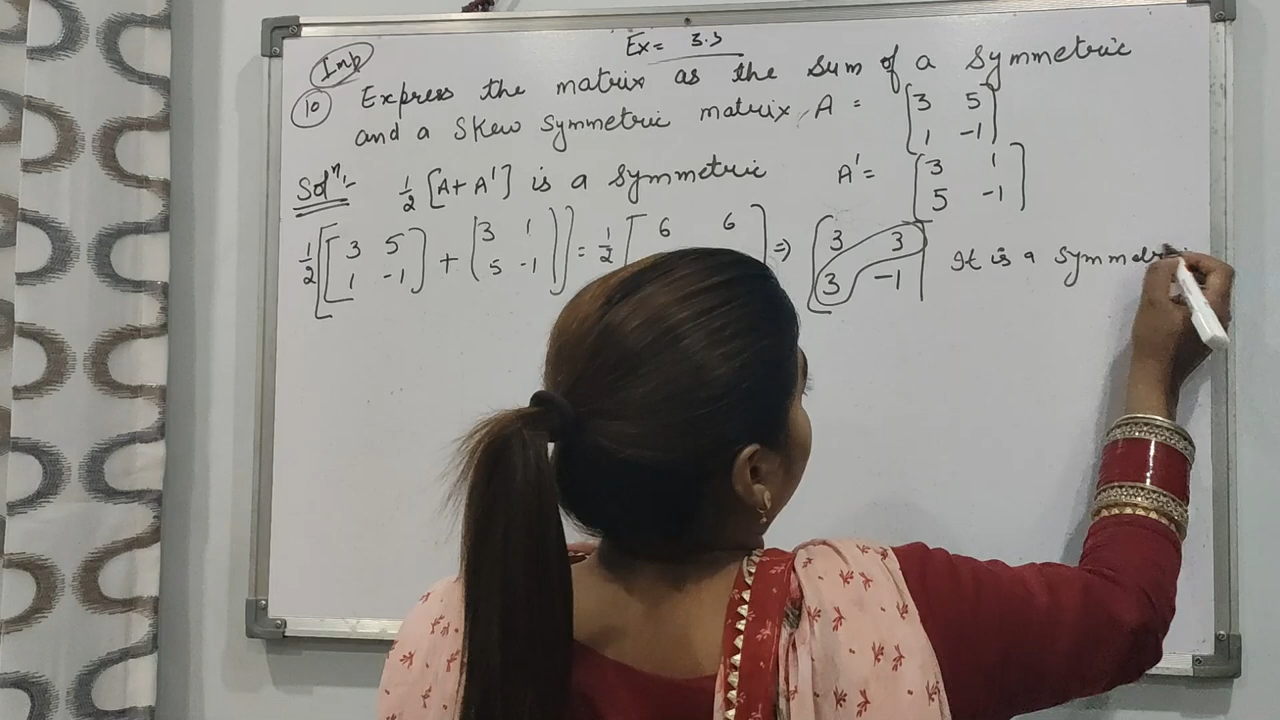 Ex = 3.3
Imp
10 Express the matrix as the sum of a Symmetric
and a Skew symmetric matrix, A = [3 5
1 -1]
Solⁿ:- 1/2 [A + A'] is a Symmetric A' = [3 1
5 -1]
1/2 [[3 5
1 -1] + [3 1
5 -1]] = 1/2 [6 6 ] ⇒ [3 3
3 -1] It is a Symmetri